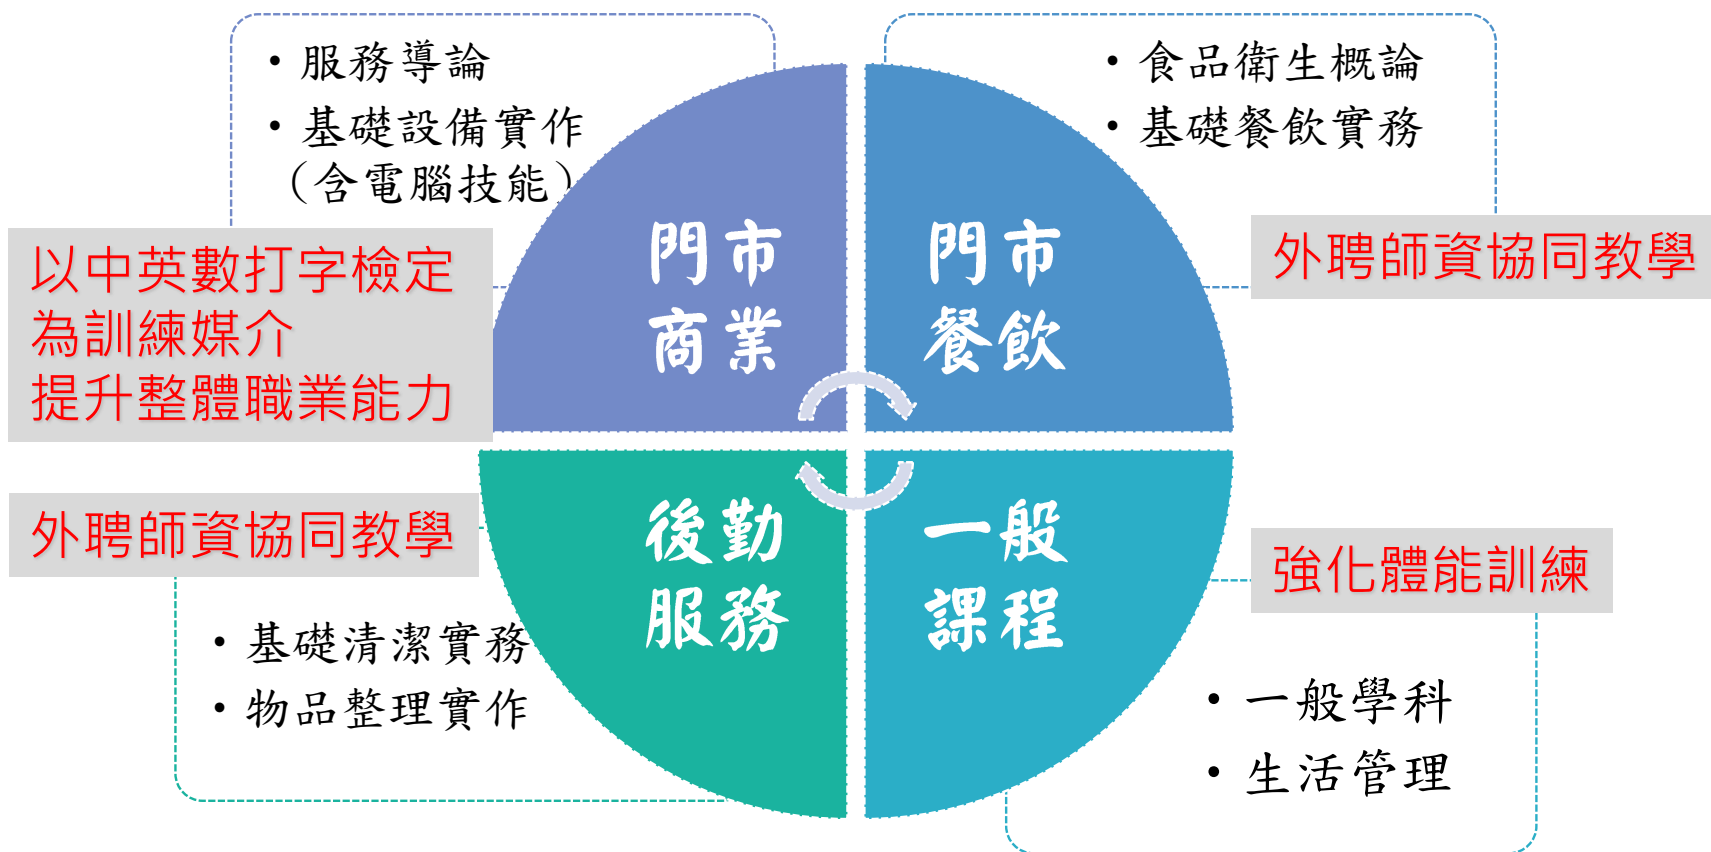 • 服務導論
• 基礎設備實作
（含電腦技能）
以中英數打字檢定
為訓練媒介
提升整體職業能力
門市
商業
• 食品衛生概論
• 基礎餐飲實務
外聘師資協同教學
門市
餐飲
外聘師資協同教學
• 基礎清潔實務
• 物品整理實作
後勤
服務
一般
課程
強化體能訓練
• 一般學科
• 生活管理